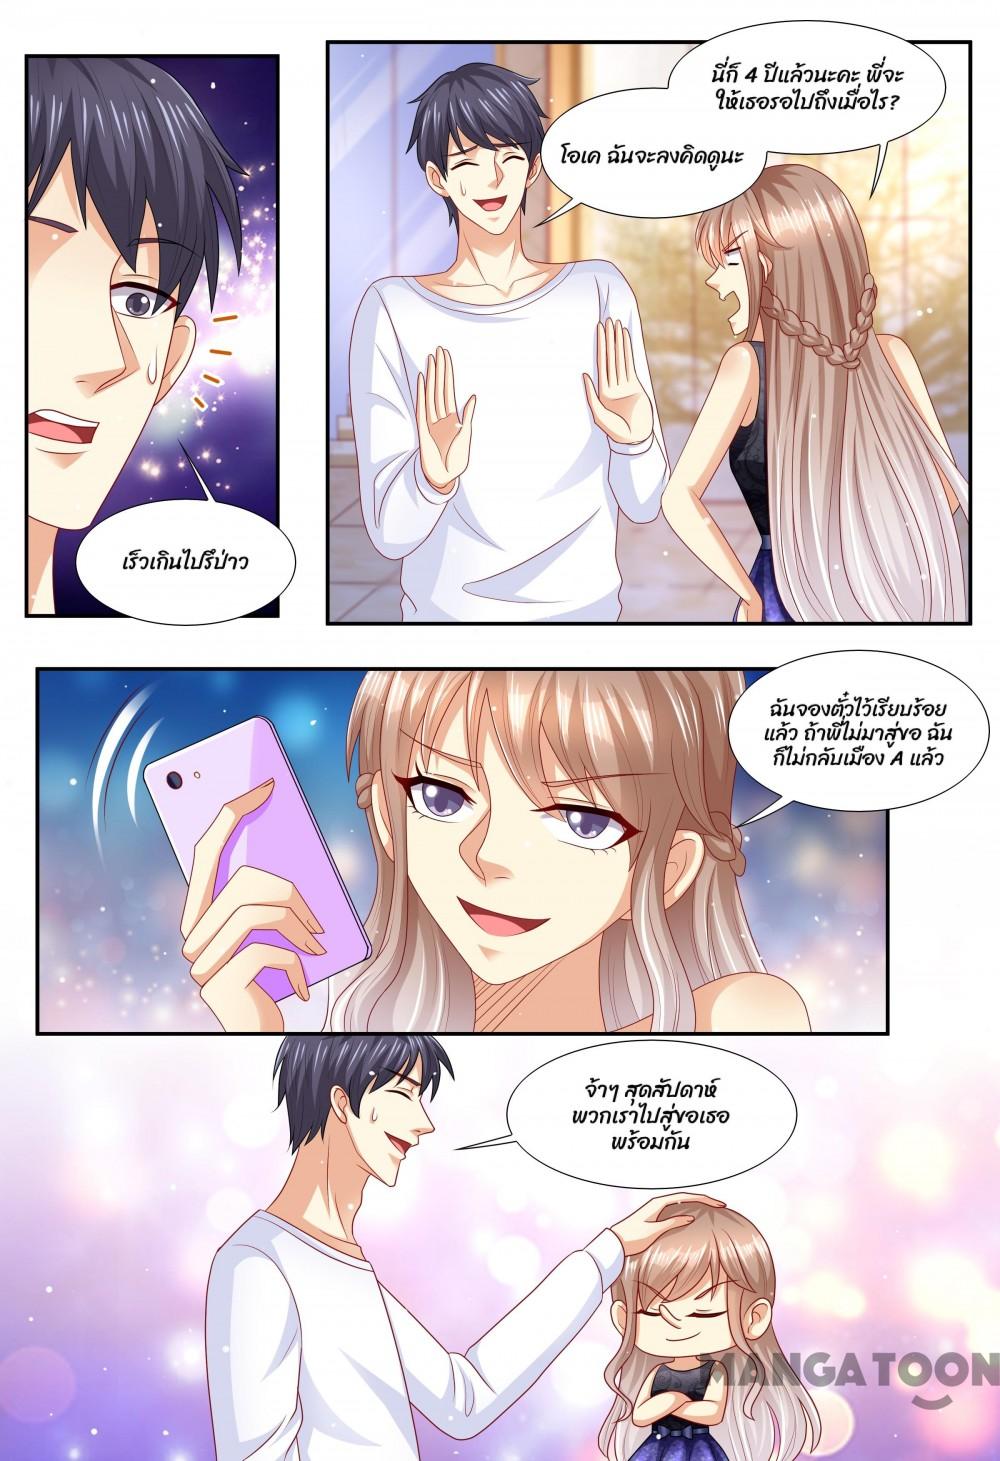 เร็วเกินไปรึป่าว
นี่ก็ 4 ปีแล้วนะคะ พี่จะ
ให้เธอรอไปถึงเมื่อไร?
โอเค ฉันจะลงคิดดูนะ
ฉันจองตั๋วไว้เรียบร้อย
แล้ว ถ้าพี่ไม่มาสู่ขอ ฉัน
ก็ไม่กลับเมือง A แล้ว
จ้าๆ สุดสัปดาห์
พวกเราไปสู่ขอเธอ
พร้อมกัน
MANGATOON